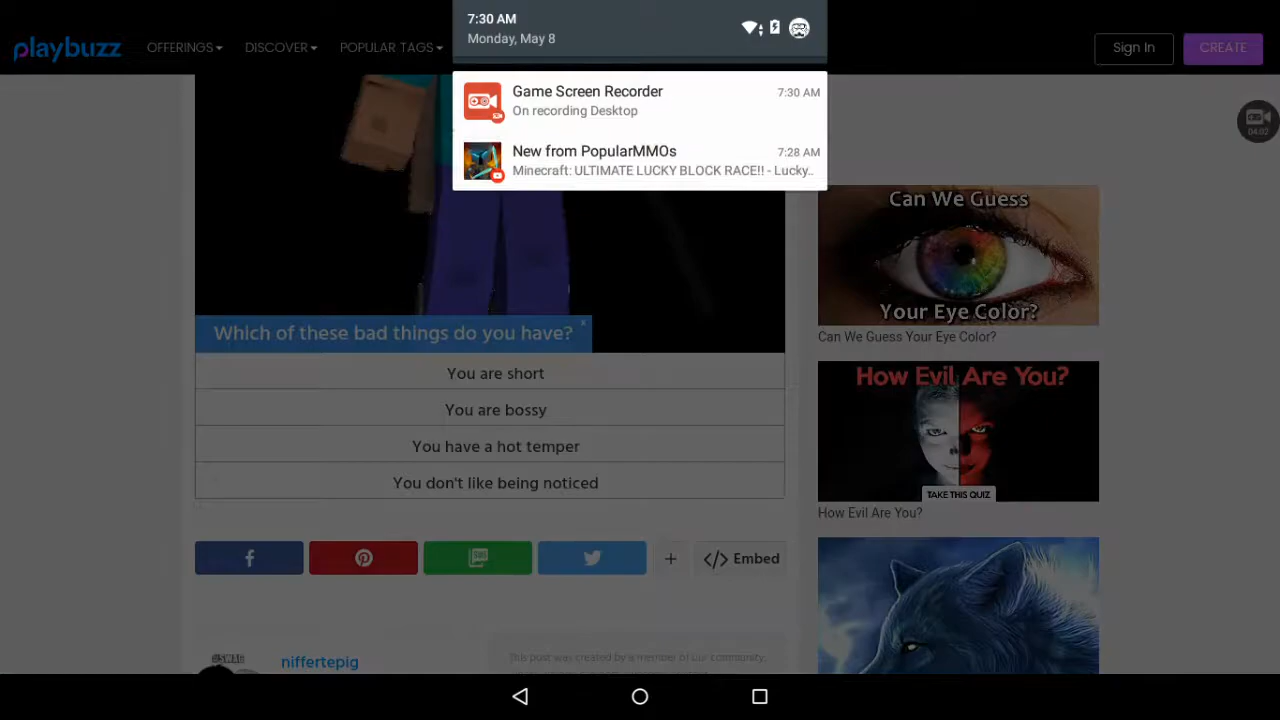 7:30 AM
Monday, May 8
playbuzz
OFFERINGS
DISCOVER
POPULAR TAGS
Sign In
CREATE
Game Screen Recorder
7:30 AM
On recording Desktop
New from PopularMMOs
7:28 AM
Minecraft: ULTIMATE LUCKY BLOCK RACE!! - Lucky..
04:02
Can We Guess
Your Eye Color?
Can We Guess Your Eye Color?
Which of these bad things do you have?
x
You are short
You are bossy
You have a hot temper
You don't like being noticed
How Evil Are You?
TAKE THIS QUIZ
How Evil Are You?
f
SMS
+
</> Embed
@SWAG
niffertepig
This post was created by a member of our community,